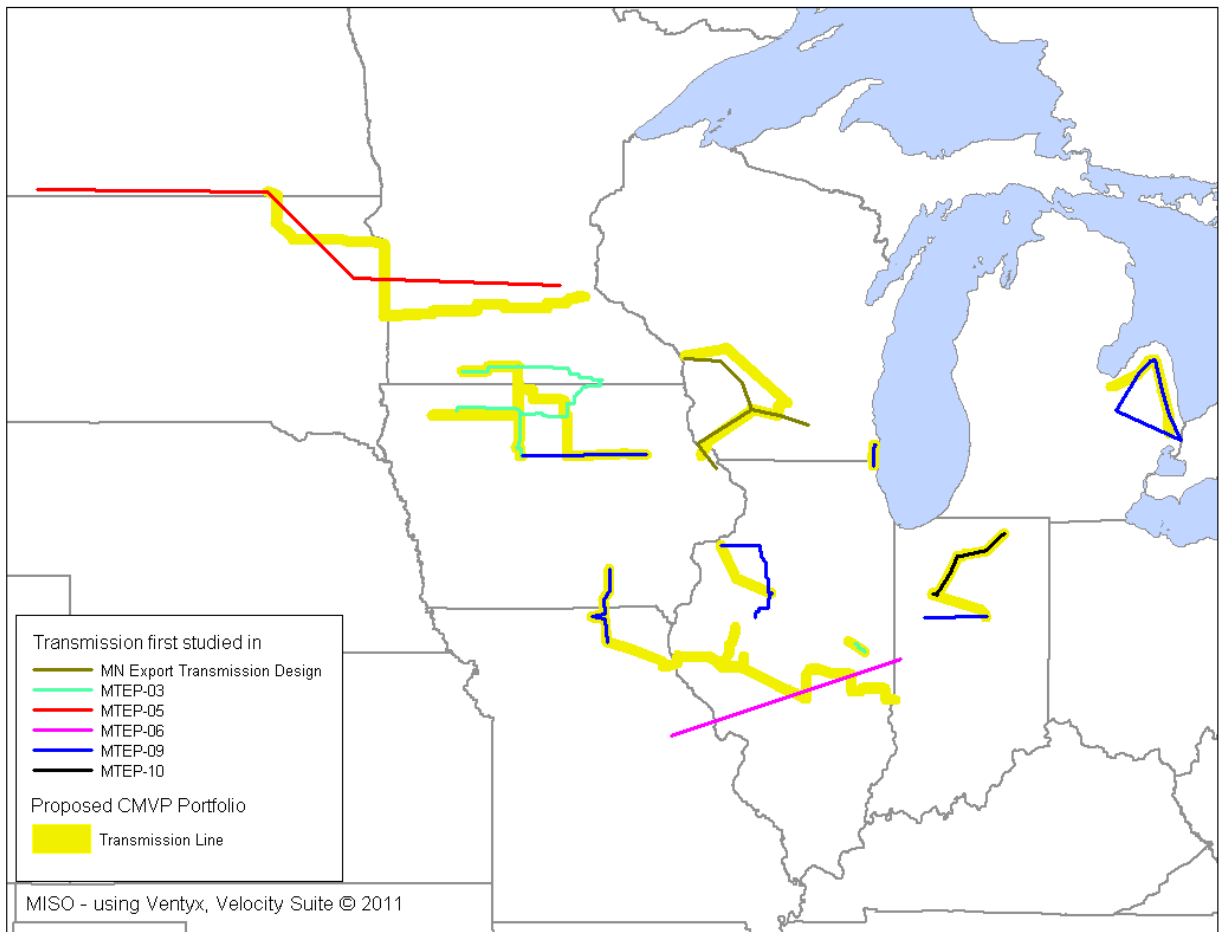 Transmission first studied in
MN Export Transmission Design
MTEP-03
MTEP-05
MTEP-06
MTEP-09
MTEP-10
Proposed CMVP Portfolio
Transmission Line
MISO - using Ventyx, Velocity Suite © 2011